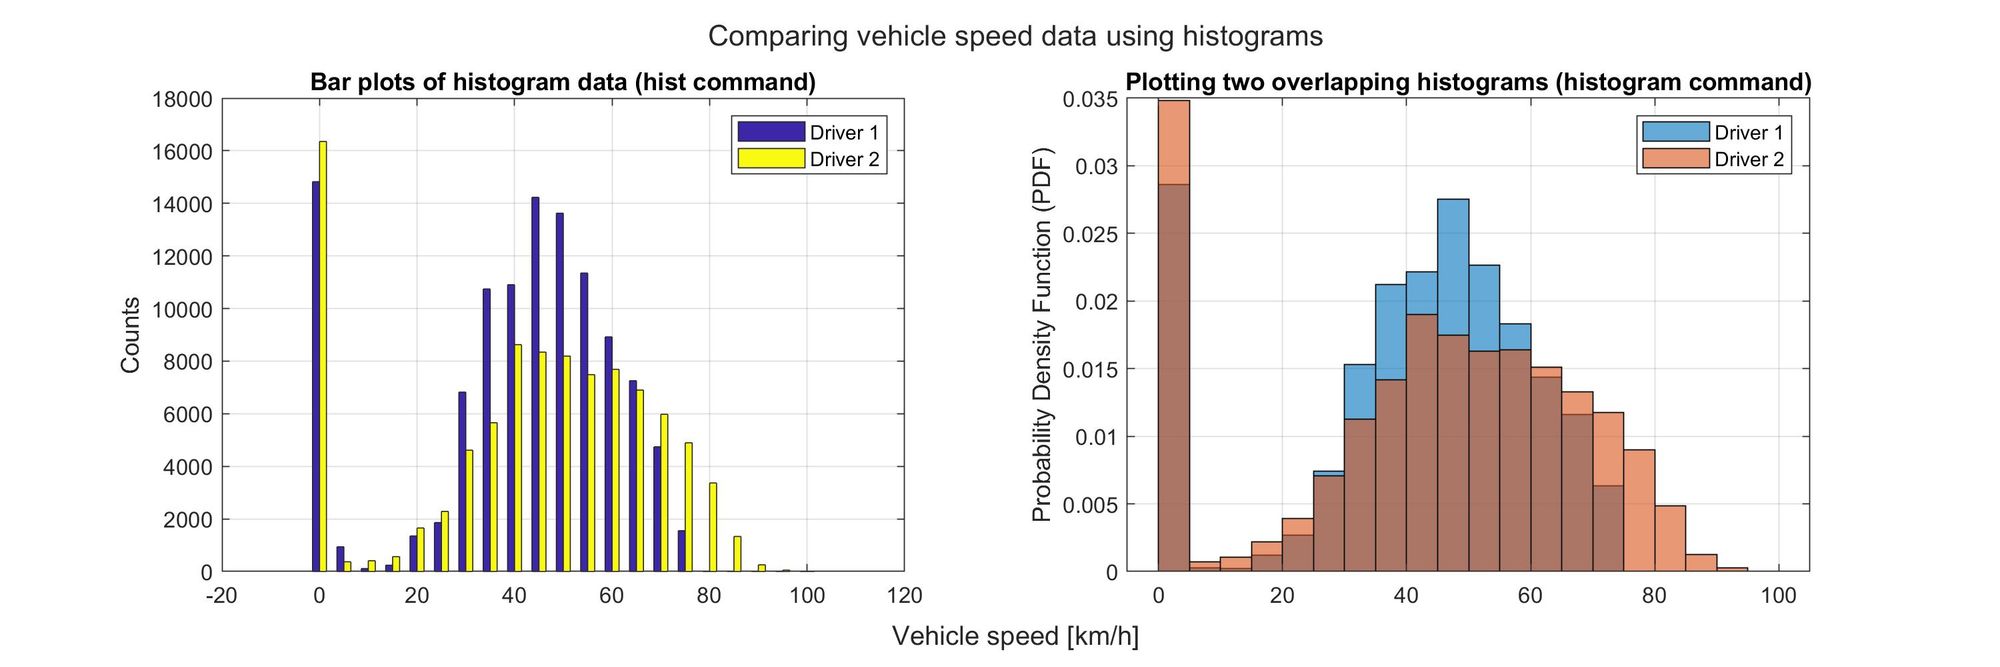 Comparing vehicle speed data using histograms
Bar plots of histogram data (hist command)
18000
16000
14000
12000
10000
8000
6000
4000
2000
0
Counts
-20 0 20 40 60 80 100 120
Driver 1
Driver 2
Plotting two overlapping histograms (histogram command)
0.035
0.03
0.025
0.02
0.015
0.01
0.005
0
Probability Density Function (PDF)
0 20 40 60 80 100
Driver 1
Driver 2
Vehicle speed [km/h]